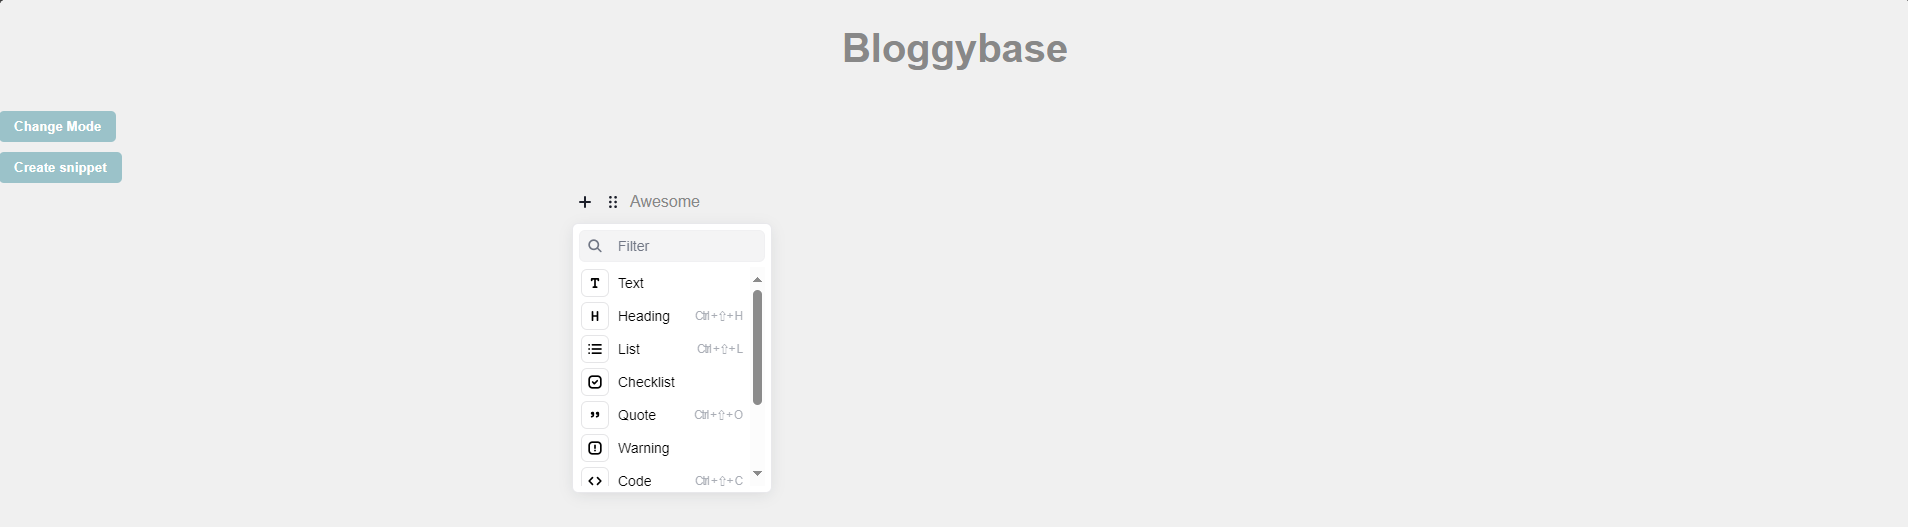 Bloggybase
Change Mode
Create snippet
Awesome
Filter
Text
Heading Ctrl+⇧+H
List Ctrl+⇧+L
Checklist
Quote Ctrl+⇧+O
Warning
Code Ctrl+⇧+C